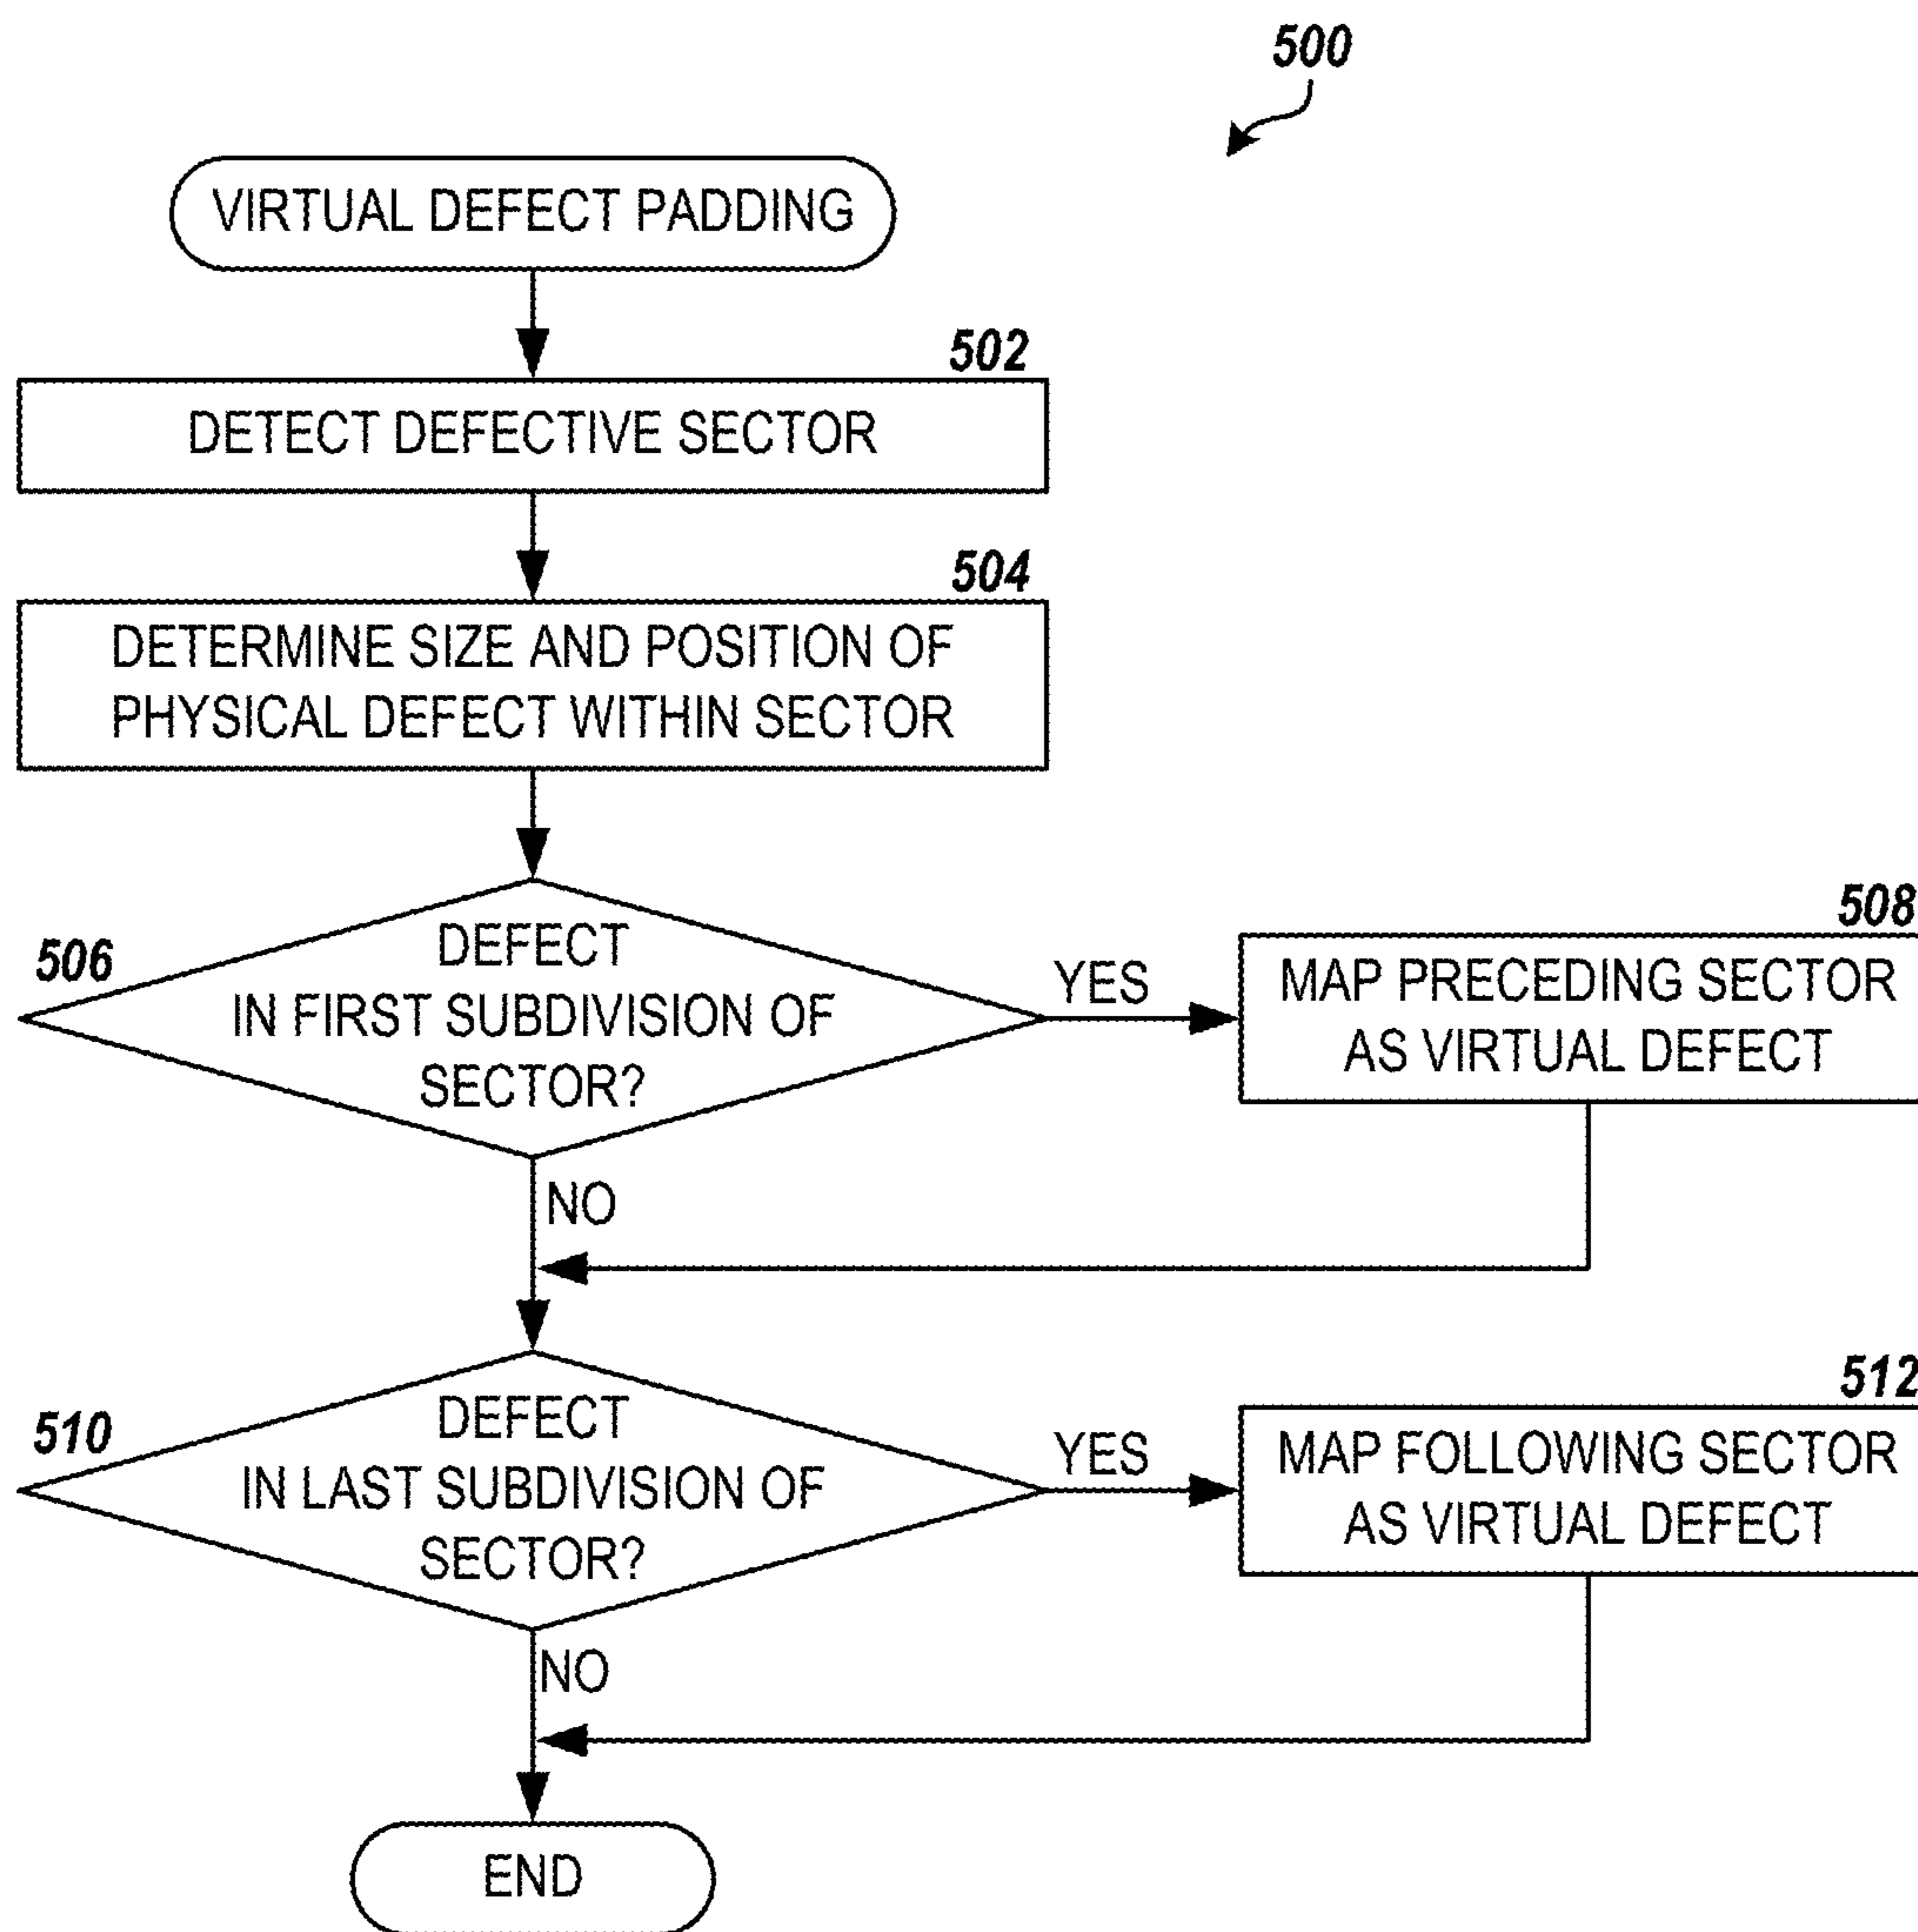 500
VIRTUAL DEFECT PADDING
502
DETECT DEFECTIVE SECTOR
504
DETERMINE SIZE AND POSITION OF
PHYSICAL DEFECT WITHIN SECTOR
506
DEFECT
IN FIRST SUBDIVISION OF
SECTOR?
YES
508
MAP PRECEDING SECTOR
AS VIRTUAL DEFECT
NO
510
DEFECT
IN LAST SUBDIVISION OF
SECTOR?
YES
512
MAP FOLLOWING SECTOR
AS VIRTUAL DEFECT
NO
END